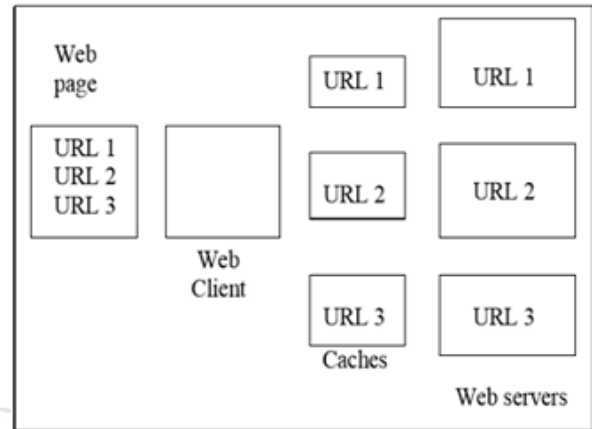 Web
page
URL 1
URL 2
URL 3
Web
Client
URL 1
URL 2
URL 3
Caches
URL 1
URL 2
URL 3
Web servers